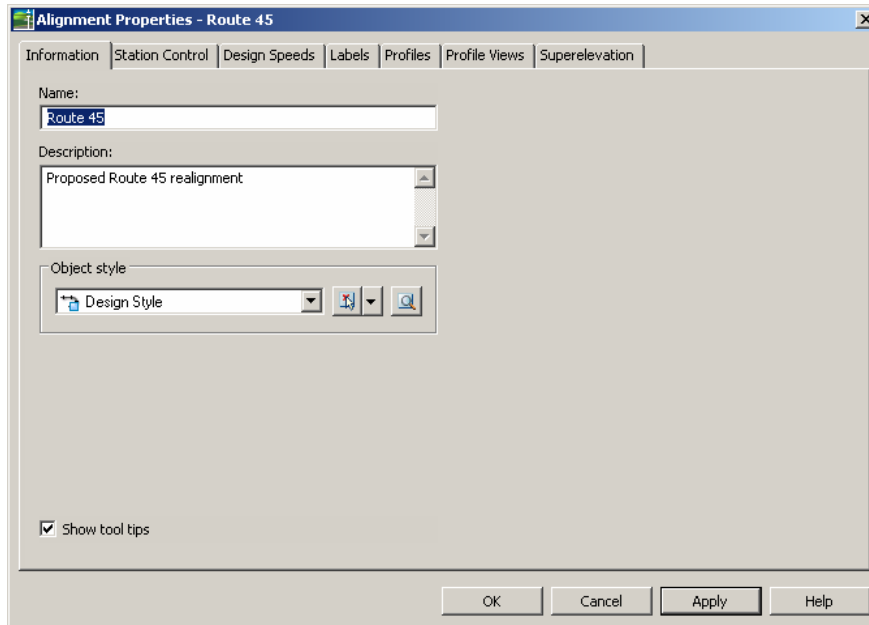 Alignment Properties - Route 45
Information Station Control Design Speeds Labels Profiles Profile Views Superelevation
Name:
Route 45
Description:
Proposed Route 45 realignment
Object style
Design Style
Show tool tips
OK Cancel Apply Help